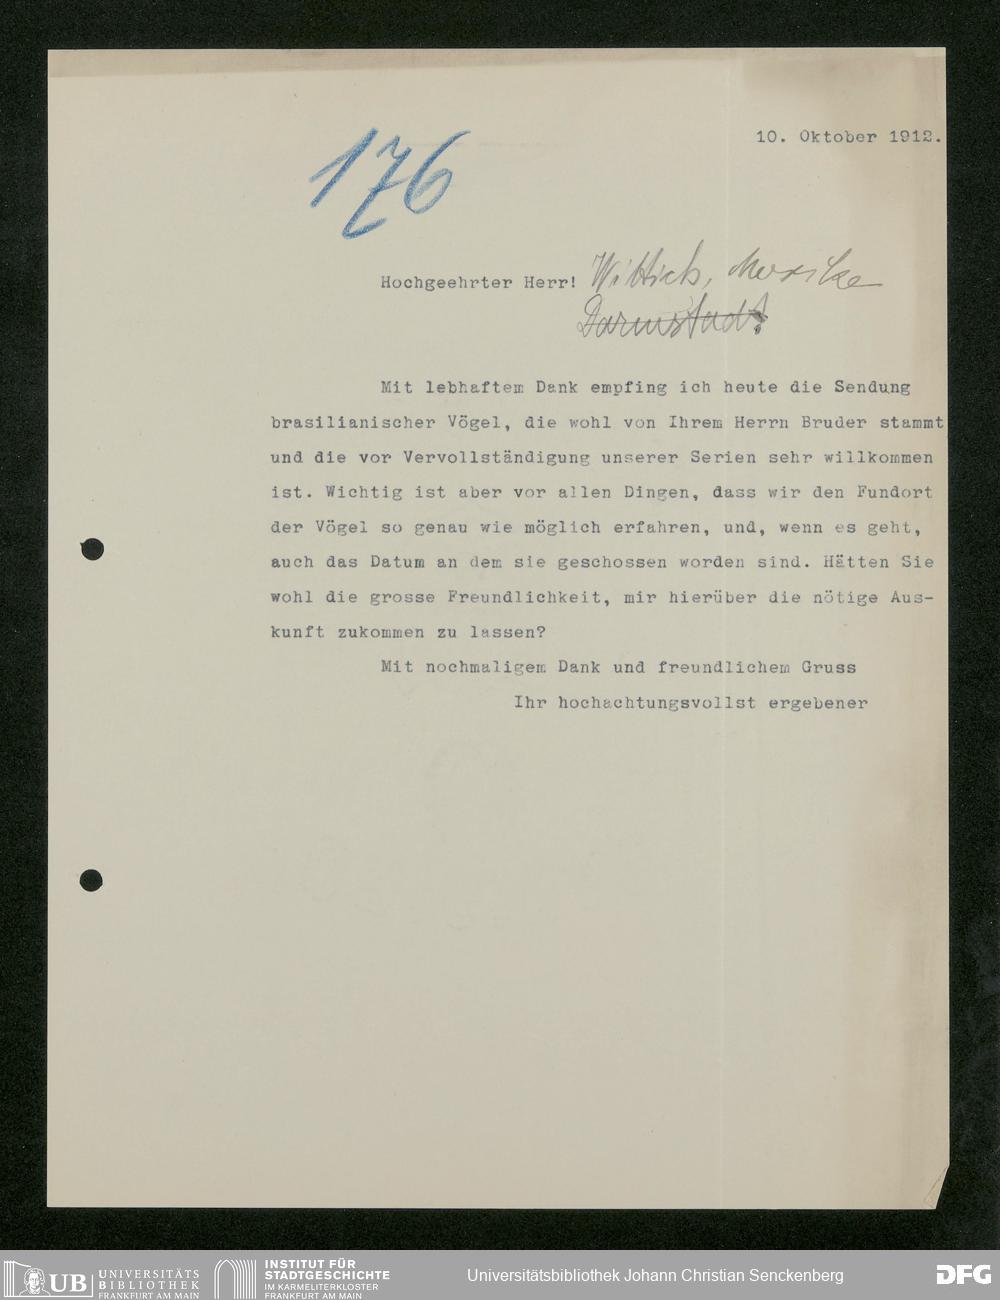 10. Oktober 1912.
176
Hochgeehrter Herr! Wittich, Mexiko
Darmstadt
Mit lebhaftem Dank empfing ich heute die Sendung
brasilianischer Vögel, die wohl von Ihrem Herrn Bruder stammt
und die vor Vervollständigung unserer Serien sehr willkommen
ist. Wichtig ist aber vor allen Dingen, dass wir den Fundort
der Vögel so genau wie möglich erfahren, und, wenn es geht,
auch das Datum an dem sie geschossen worden sind. Hätten Sie
wohl die grosse Freundlichkeit, mir hierüber die nötige Aus-
kunft zukommen zu lassen?
Mit nochmaligem Dank und freundlichem Gruss
Ihr hochachtungsvollst ergebener
UB UNIVERSITÄTS
BIBLIOTHEK
FRANKFURT AM MAIN
INSTITUT FÜR
STADTGESCHICHTE
IM KARMELITERKLOSTER
FRANKFURT AM MAIN
Universitätsbibliothek Johann Christian Senckenberg
DFG